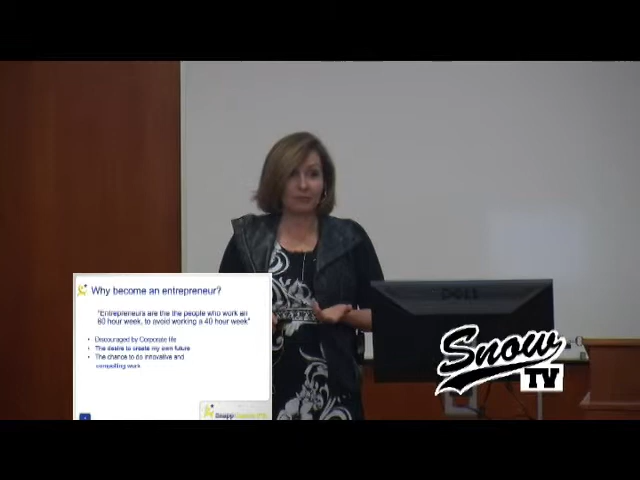 Why become an entrepreneur?
"Entrepreneurs are the the people who work an
80 hour week, to avoid working a 40 hour week"
Discouraged by Corporate life
The desire to create my own future
The chance to do innovative and
compelling work
DELL
Snow
TV